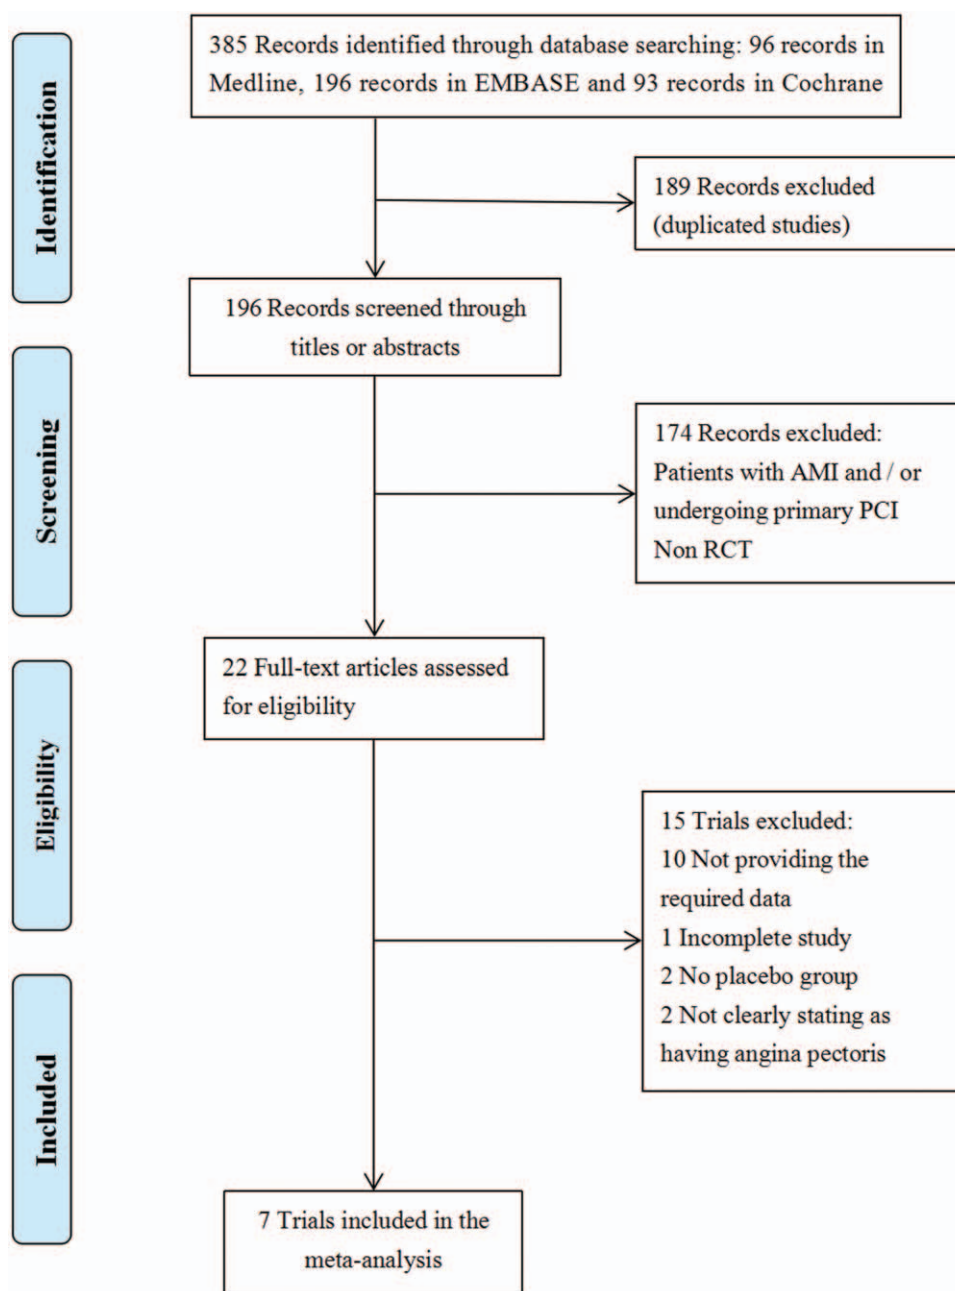 385 Records identified through database searching: 96 records in
Medline, 196 records in EMBASE and 93 records in Cochrane
Identification
189 Records excluded
(duplicated studies)
196 Records screened through
titles or abstracts
Screening
174 Records excluded:
Patients with AMI and / or
undergoing primary PCI
Non RCT
22 Full-text articles assessed
for eligibility
Eligibility
15 Trials excluded:
10 Not providing the
required data
1 Incomplete study
2 No placebo group
2 Not clearly stating as
having angina pectoris
Included
7 Trials included in the
meta-analysis